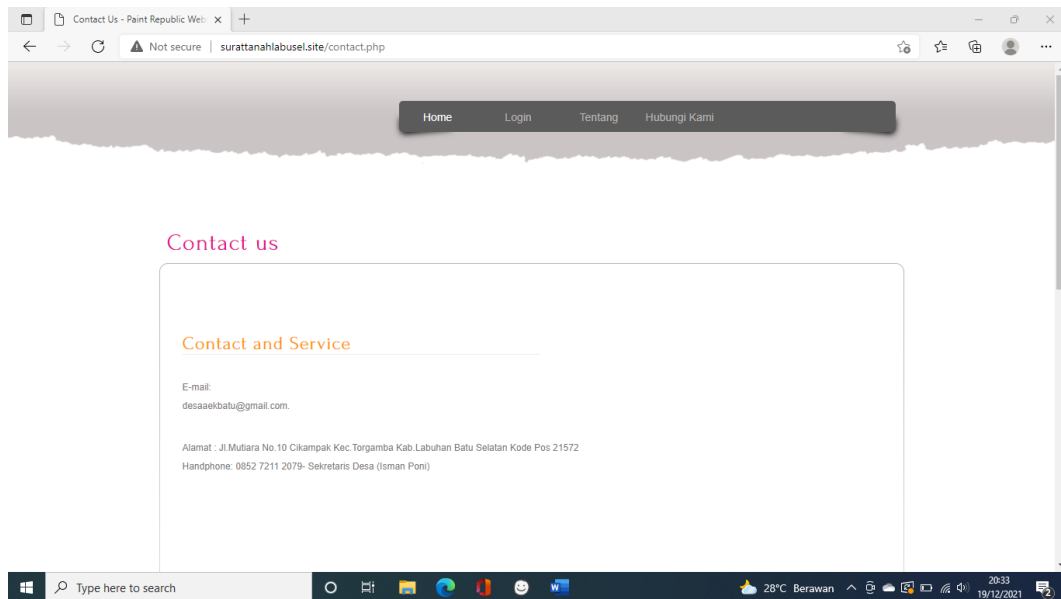 Contact Us - Paint Republic Web
Not secure | surattanahlabusel.site/contact.php
Home Login Tentang Hubungi Kami
Contact us
Contact and Service
E-mail:
desaaekbatu@gmail.com.
Alamat : Jl.Mutiara No.10 Cikampak Kec.Torgamba Kab.Labuhan Batu Selatan Kode Pos 21572
Handphone: 0852 7211 2079- Sekretaris Desa (Isman Poni)
Type here to search
28°C Berawan
20:33
19/12/2021
2